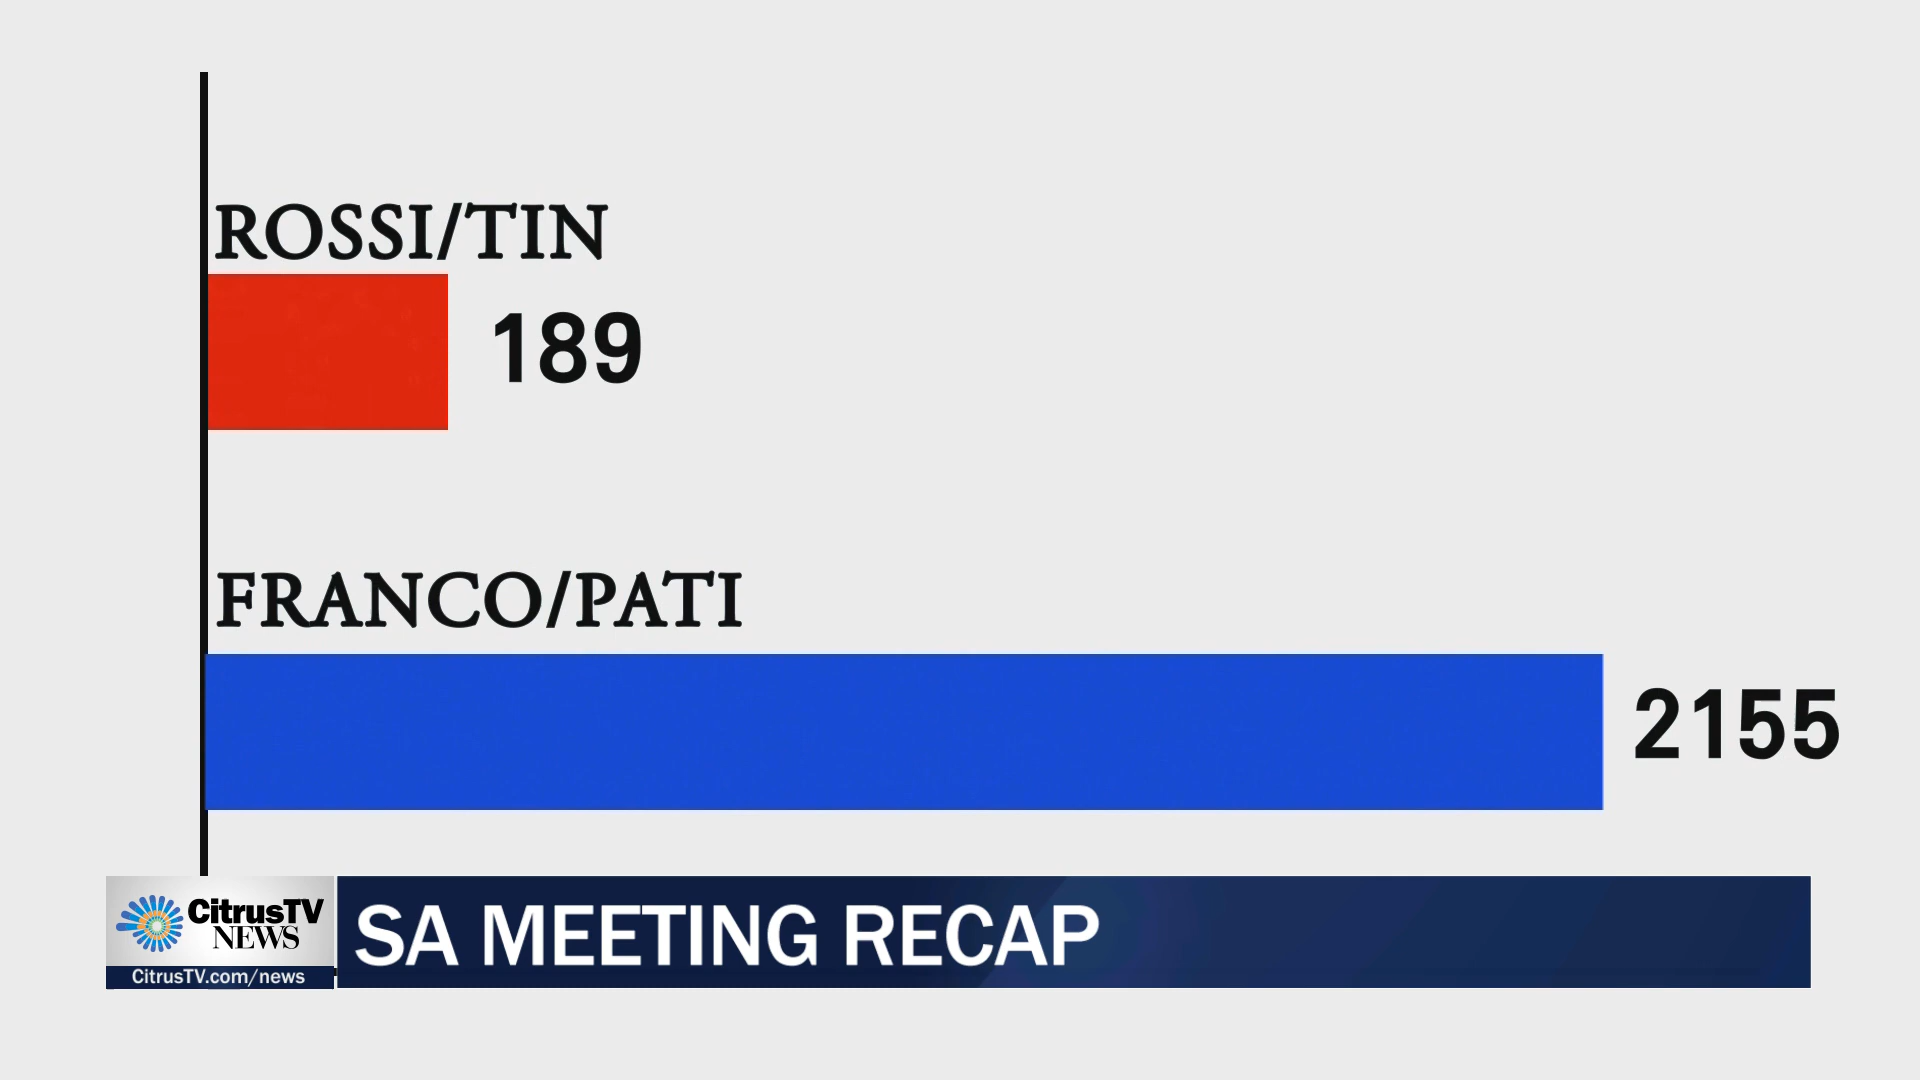 ROSSI/TIN
189
FRANCO/PATI
2155
CitrusTV
NEWS
CitrusTV.com/news
SA MEETING RECAP